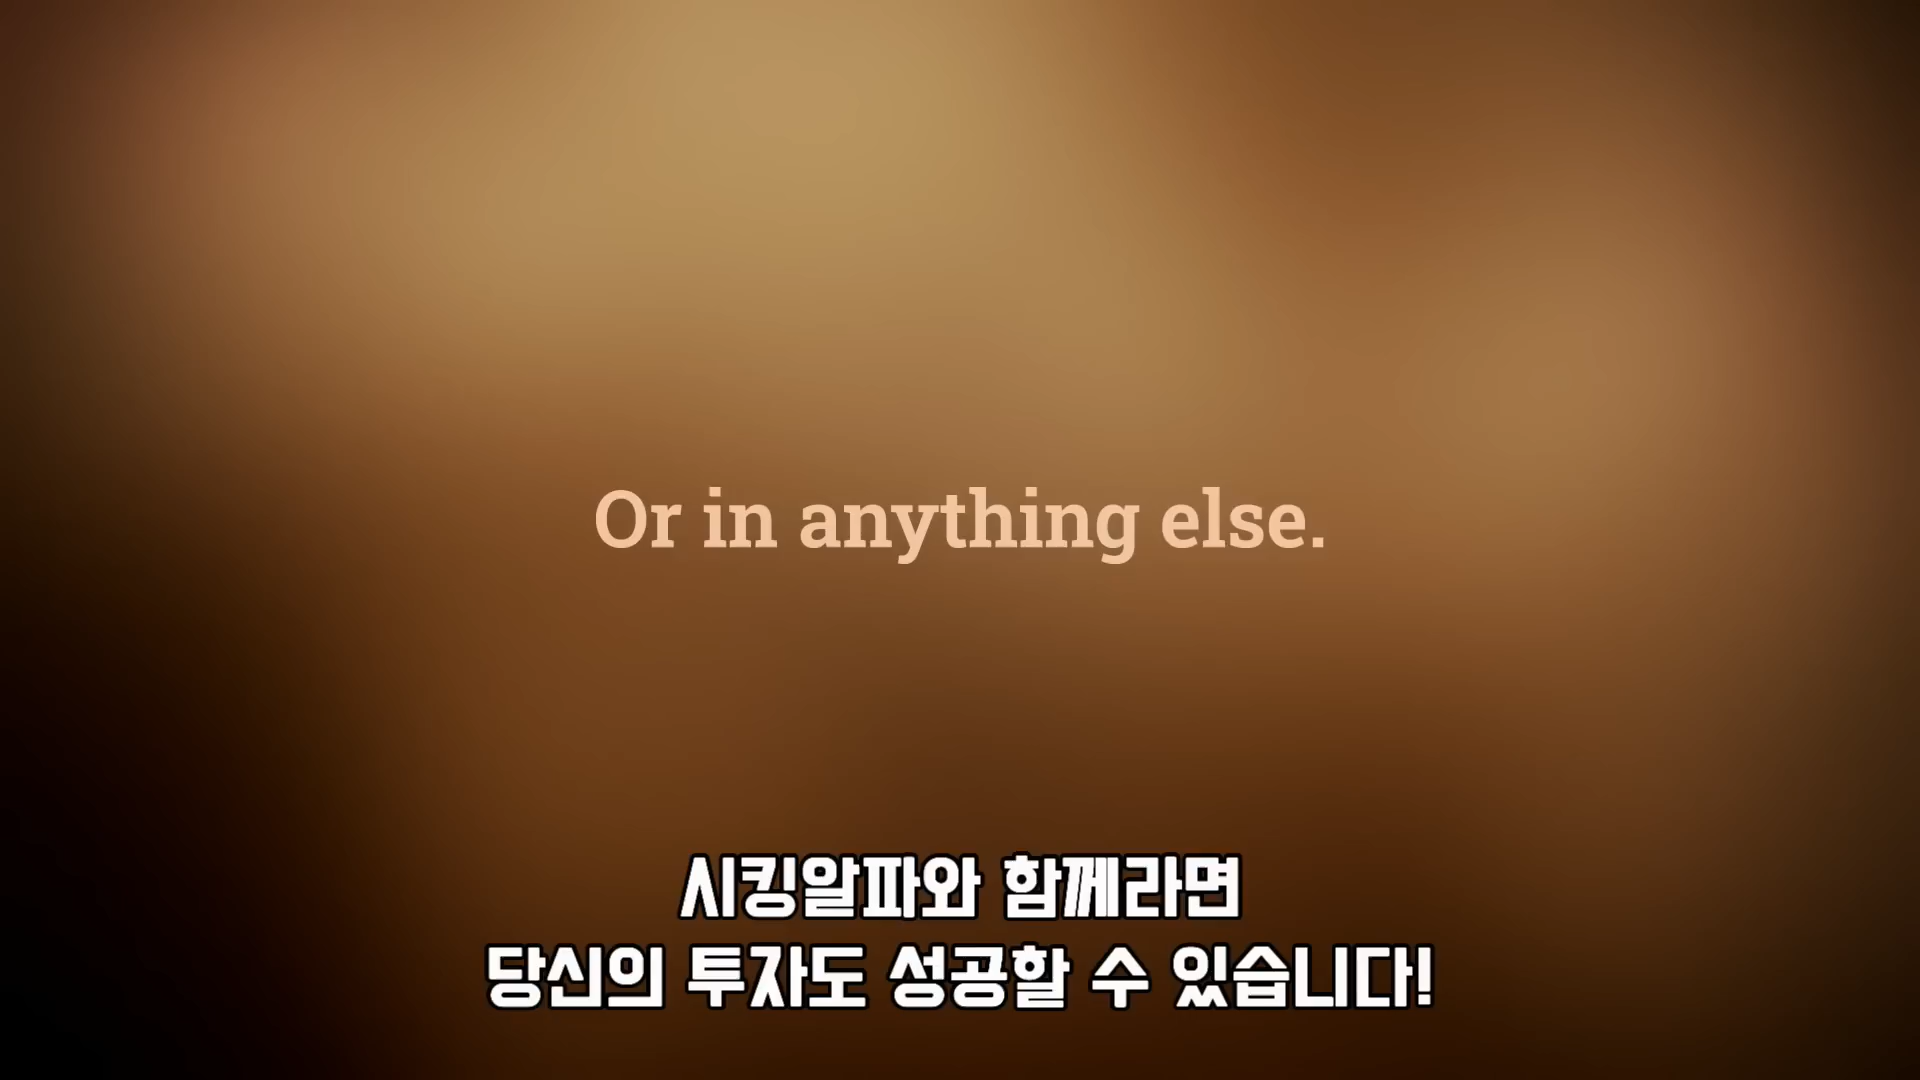 Or in anything else.
시킹알파와 함께라면
당신의 투자도 성공할 수 있습니다!